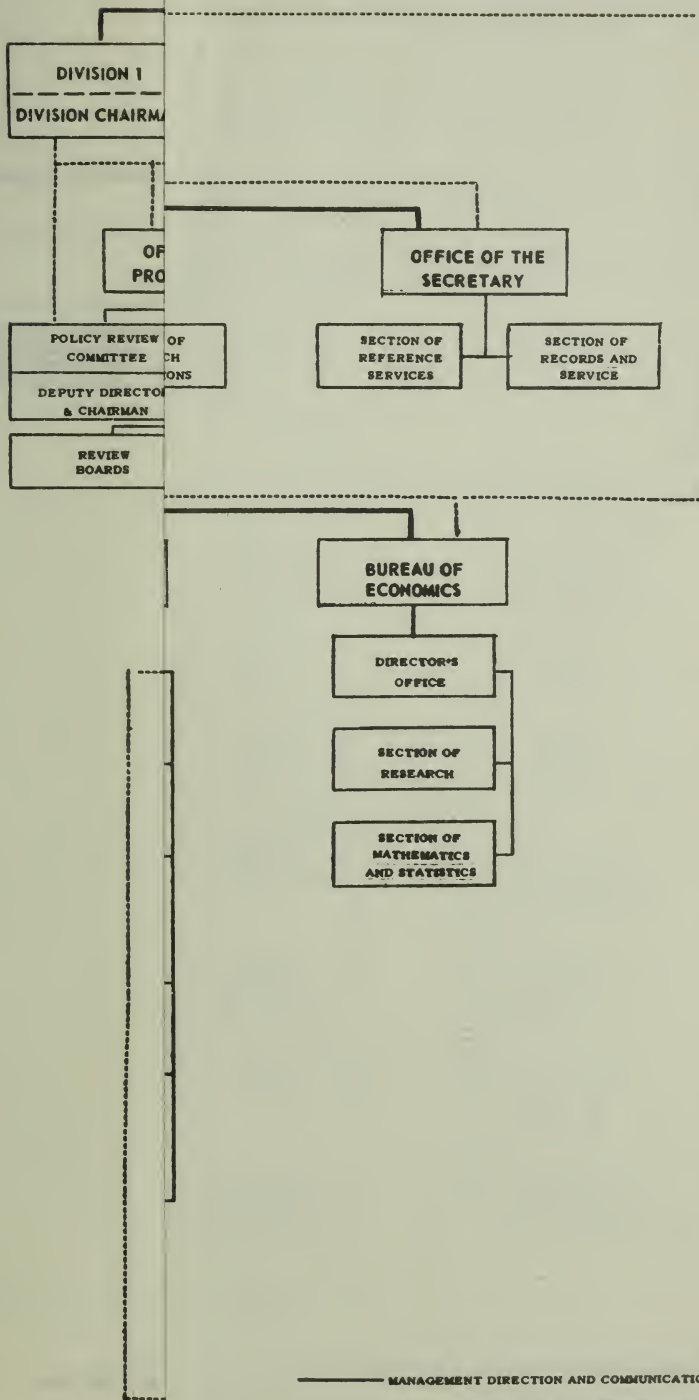 DIVISION 1
DIVISION CHAIRMA
OF
PRO
OFFICE OF THE
SECRETARY
POLICY REVIEW
COMMITTEE
OF
CH
ONS
DEPUTY DIRECTO
& CHAIRMAN
REVIEW
BOARDS
SECTION OF
REFERENCE
SERVICES
SECTION OF
RECORDS AND
SERVICE
BUREAU OF
ECONOMICS
DIRECTOR'S
OFFICE
SECTION OF
RESEARCH
SECTION OF
MATHEMATICS
AND STATISTICS
MANAGEMENT DIRECTION AND COMMUNICATIO